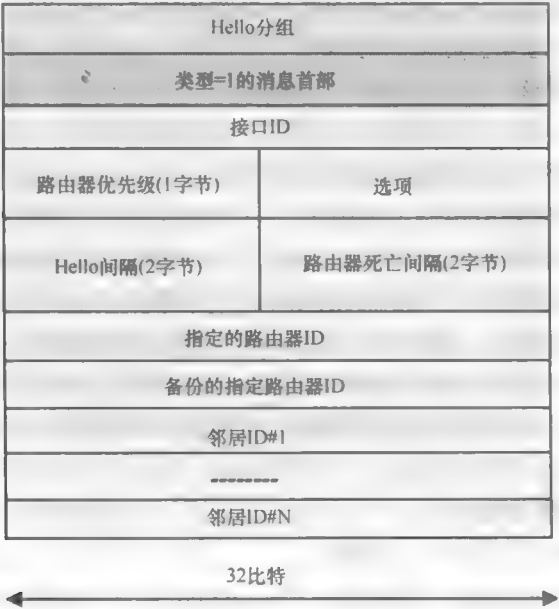 Hello分组
类型=1的消息首部
接口ID
路由器优先级(1字节)
选项
Hello间隔(2字节)
路由器死亡间隔(2字节)
指定的路由器ID
备份的指定路由器ID
邻居ID#1
--------
邻居ID#N
32比特